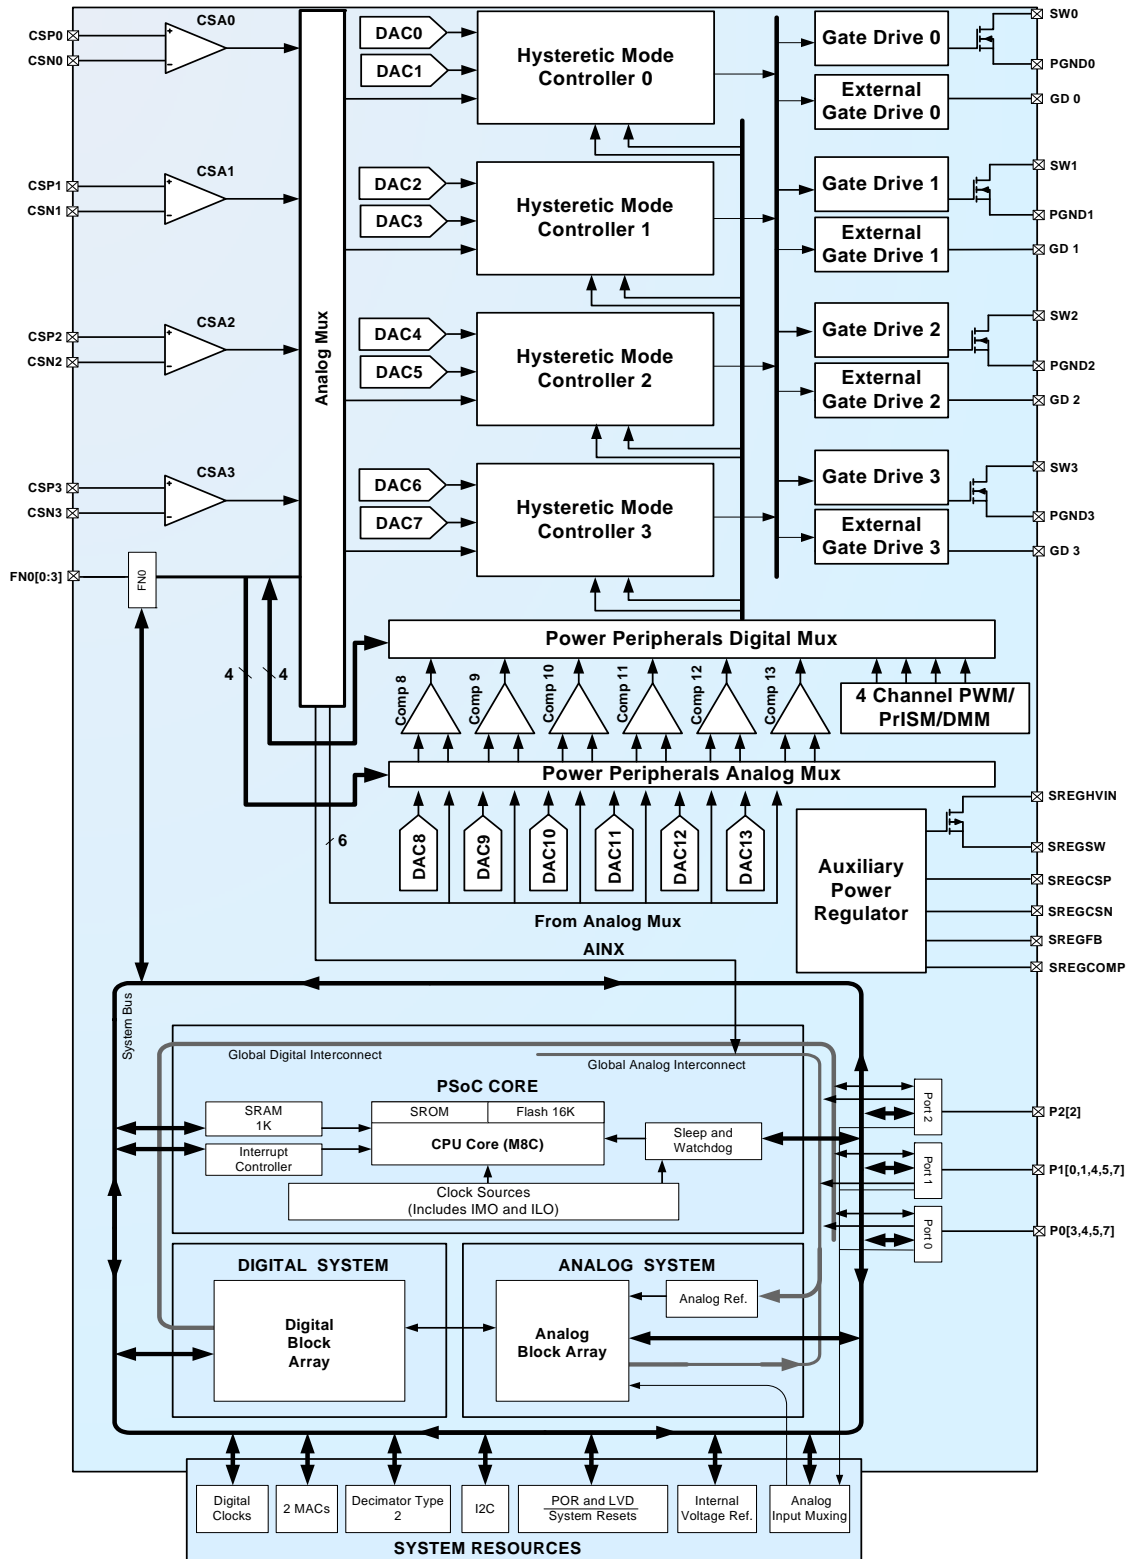 CSP0
CSN0
CSA0
CSP1
CSN1
CSA1
CSP2
CSN2
CSA2
CSP3
CSN3
CSA3
FN0[0:3]
FN0
Analog Mux
DAC0
DAC1
Hysteretic Mode
Controller 0
DAC2
DAC3
Hysteretic Mode
Controller 1
DAC4
DAC5
Hysteretic Mode
Controller 2
DAC6
DAC7
Hysteretic Mode
Controller 3
Gate Drive 0
External
Gate Drive 0
SW0
PGND0
GD 0
Gate Drive 1
External
Gate Drive 1
SW1
PGND1
GD 1
Gate Drive 2
External
Gate Drive 2
SW2
PGND2
GD 2
Gate Drive 3
External
Gate Drive 3
SW3
PGND3
GD 3
4
4
Power Peripherals Digital Mux
Comp 8
Comp 9
Comp 10
Comp 11
Comp 12
Comp 13
4 Channel PWM/
PrISM/DMM
Power Peripherals Analog Mux
6
DAC8
DAC9
DAC10
DAC11
DAC12
DAC13
From Analog Mux
AINX
Auxiliary
Power
Regulator
SREGHVIN
SREGSW
SREGCSP
SREGCSN
SREGFB
SREGCOMP
System Bus
Global Digital Interconnect
Global Analog Interconnect
PSoC CORE
SRAM
1K
SROM
Flash 16K
CPU Core (M8C)
Interrupt
Controller
Sleep and
Watchdog
Clock Sources
(Includes IMO and ILO)
Port 2
P2[2]
Port 1
P1[0,1,4,5,7]
Port 0
P0[3,4,5,7]
DIGITAL SYSTEM
Digital
Block
Array
ANALOG SYSTEM
Analog
Block Array
Analog Ref.
Digital
Clocks
2 MACs
Decimator Type
2
I2C
POR and LVD
System Resets
Internal
Voltage Ref.
Analog
Input Muxing
SYSTEM RESOURCES